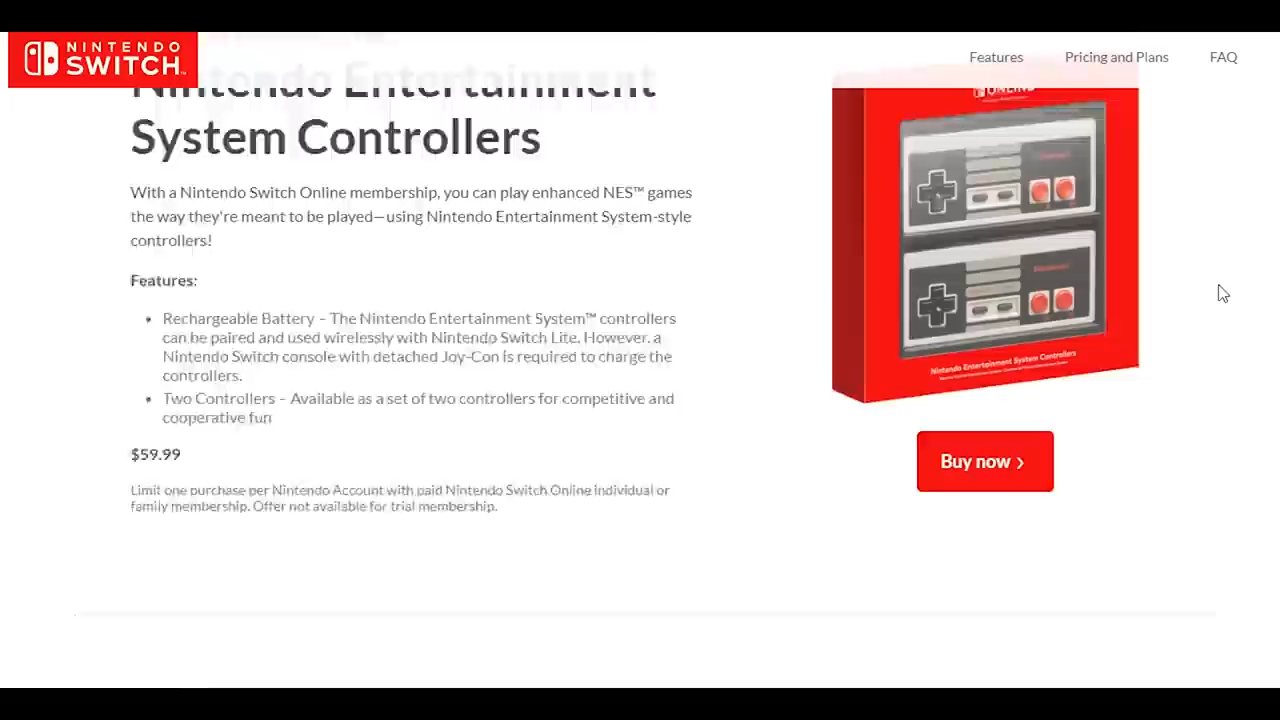 NINTENDO
SWITCH
Features
Pricing and Plans
FAQ
Nintendo Entertainment
System Controllers
With a Nintendo Switch Online membership, you can play enhanced NES™ games
the way they're meant to be played—using Nintendo Entertainment System-style
controllers!
Features:
• Rechargeable Battery – The Nintendo Entertainment System™ controllers
can be paired and used wirelessly with Nintendo Switch Lite. However, a
Nintendo Switch console with detached Joy-Con is required to charge the
controllers.
• Two Controllers – Available as a set of two controllers for competitive and
cooperative fun
$59.99
Limit one purchase per Nintendo Account with paid Nintendo Switch Online individual or
family membership. Offer not available for trial membership.
ONLINE
Nintendo Entertainment System Controllers
Buy now ›